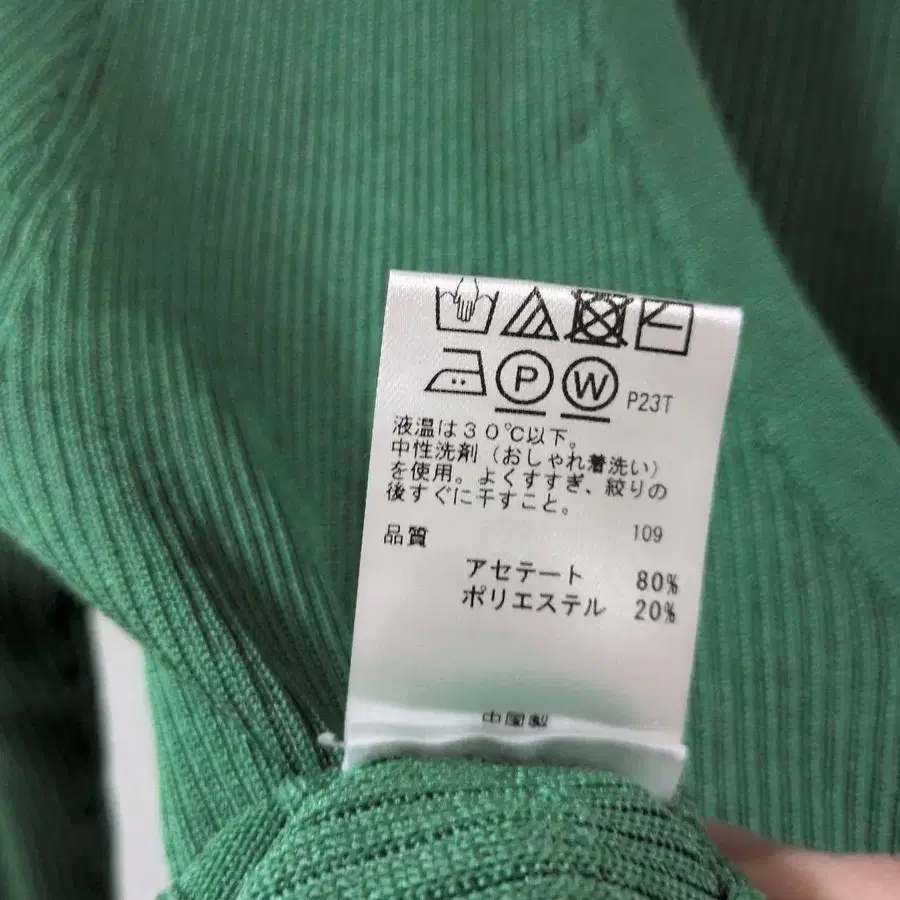 P W P23T
液温は30℃以下。
中性洗剤（おしゃれ着洗い）
を使用。よくすすぎ、絞りの
後すぐに干すこと。
品質 109
アセテート 80%
ポリエステル 20%
中国製